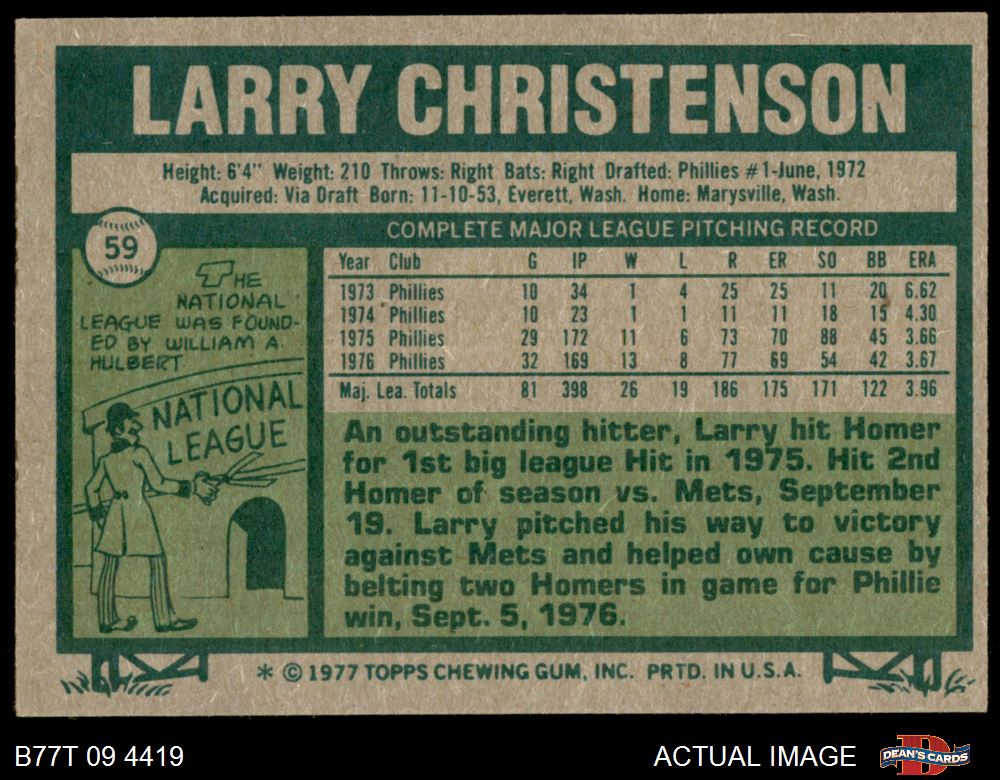 LARRY CHRISTENSON
Height: 6'4" Weight: 210 Throws: Right Bats: Right Drafted: Phillies #1-June, 1972
Acquired: Via Draft Born: 11-10-53, Everett, Wash. Home: Marysville, Wash.
59
THE
NATIONAL
LEAGUE WAS FOUND-
ED BY WILLIAM A.
HULBERT.
NATIONAL
LEAGUE
COMPLETE MAJOR LEAGUE PITCHING RECORD
Year Club G IP W L R ER SO BB ERA
1973 Phillies 10 34 1 4 25 25 11 20 6.62
1974 Phillies 10 23 1 1 11 11 18 15 4.30
1975 Phillies 29 172 11 6 73 70 88 45 3.66
1976 Phillies 32 169 13 8 77 69 54 42 3.67
Maj. Lea. Totals 81 398 26 19 186 175 171 122 3.96
An outstanding hitter, Larry hit Homer
for 1st big league Hit in 1975. Hit 2nd
Homer of season vs. Mets, September
19. Larry pitched his way to victory
against Mets and helped own cause by
belting two Homers in game for Phillie
win, Sept. 5, 1976.
* © 1977 TOPPS CHEWING GUM, INC. PRTD. IN U.S.A.
B77T 09 4419
ACTUAL IMAGE
D
DEAN'S CARDS